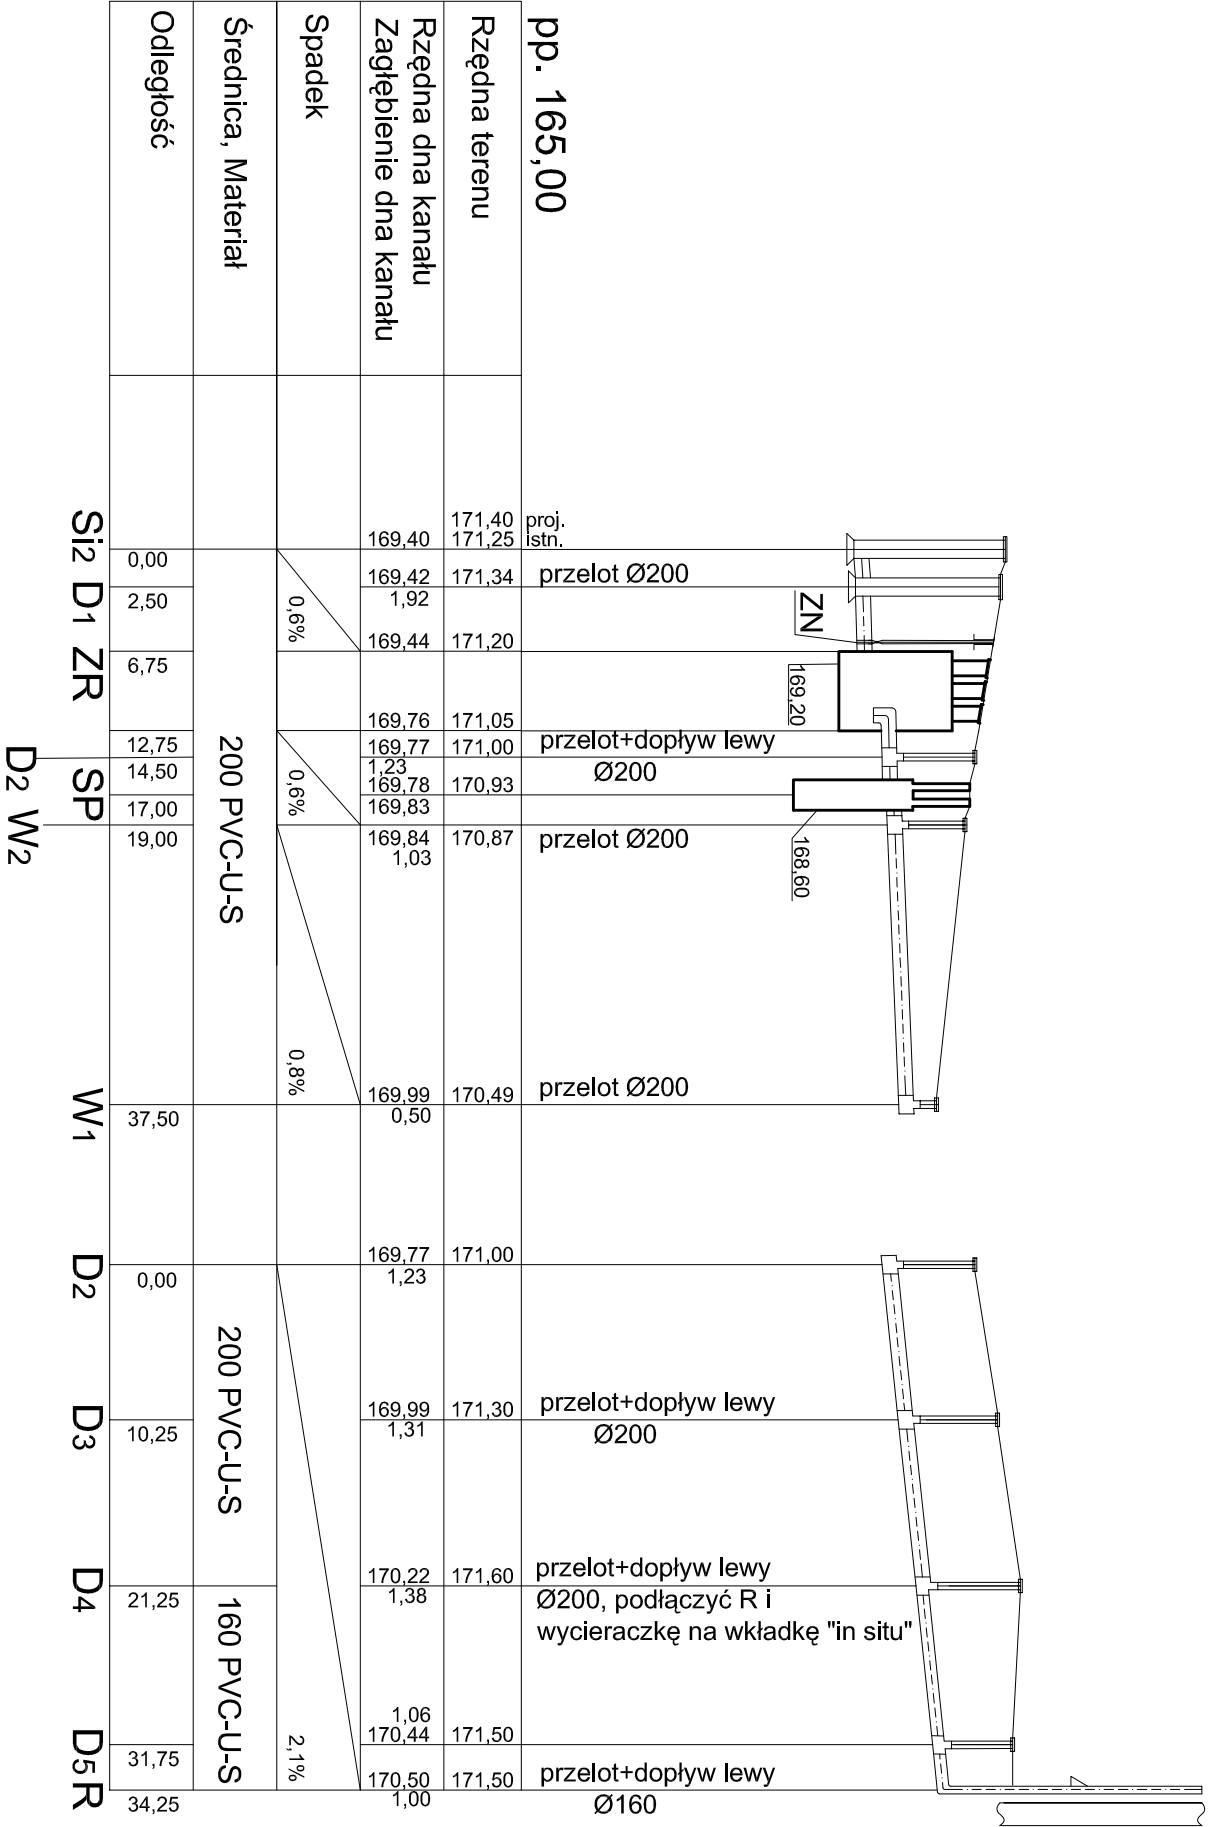 pp. 165,00
Rzędna terenu
Rzędna dna kanału
Zagłębienie dna kanału
Spadek
Średnica, Materiał
Odległość
proj.
istn.
171,40
171,25
169,40
0,00
Si2
przelot Ø200
171,34
169,42
1,92
2,50
D1
171,20
169,44
0,6%
6,75
ZR
ZN
169,20
171,05
169,76
12,75
przelot+dopływ lewy
Ø200
171,00
169,77
1,23
14,50
D2
170,93
169,78
169,83
0,6%
17,00
SP
168,60
przelot Ø200
170,87
169,84
1,03
19,00
W2
200 PVC-U-S
0,8%
przelot Ø200
170,49
169,99
0,50
37,50
W1
171,00
169,77
1,23
0,00
D2
200 PVC-U-S
przelot+dopływ lewy
Ø200
171,30
169,99
1,31
10,25
D3
przelot+dopływ lewy
Ø200, podłączyć R i
wycieraczkę na wkładkę "in situ"
171,60
170,22
1,38
21,25
D4
160 PVC-U-S
2,1%
171,50
1,06
170,44
31,75
D5
przelot+dopływ lewy
Ø160
171,50
170,50
1,00
34,25
R